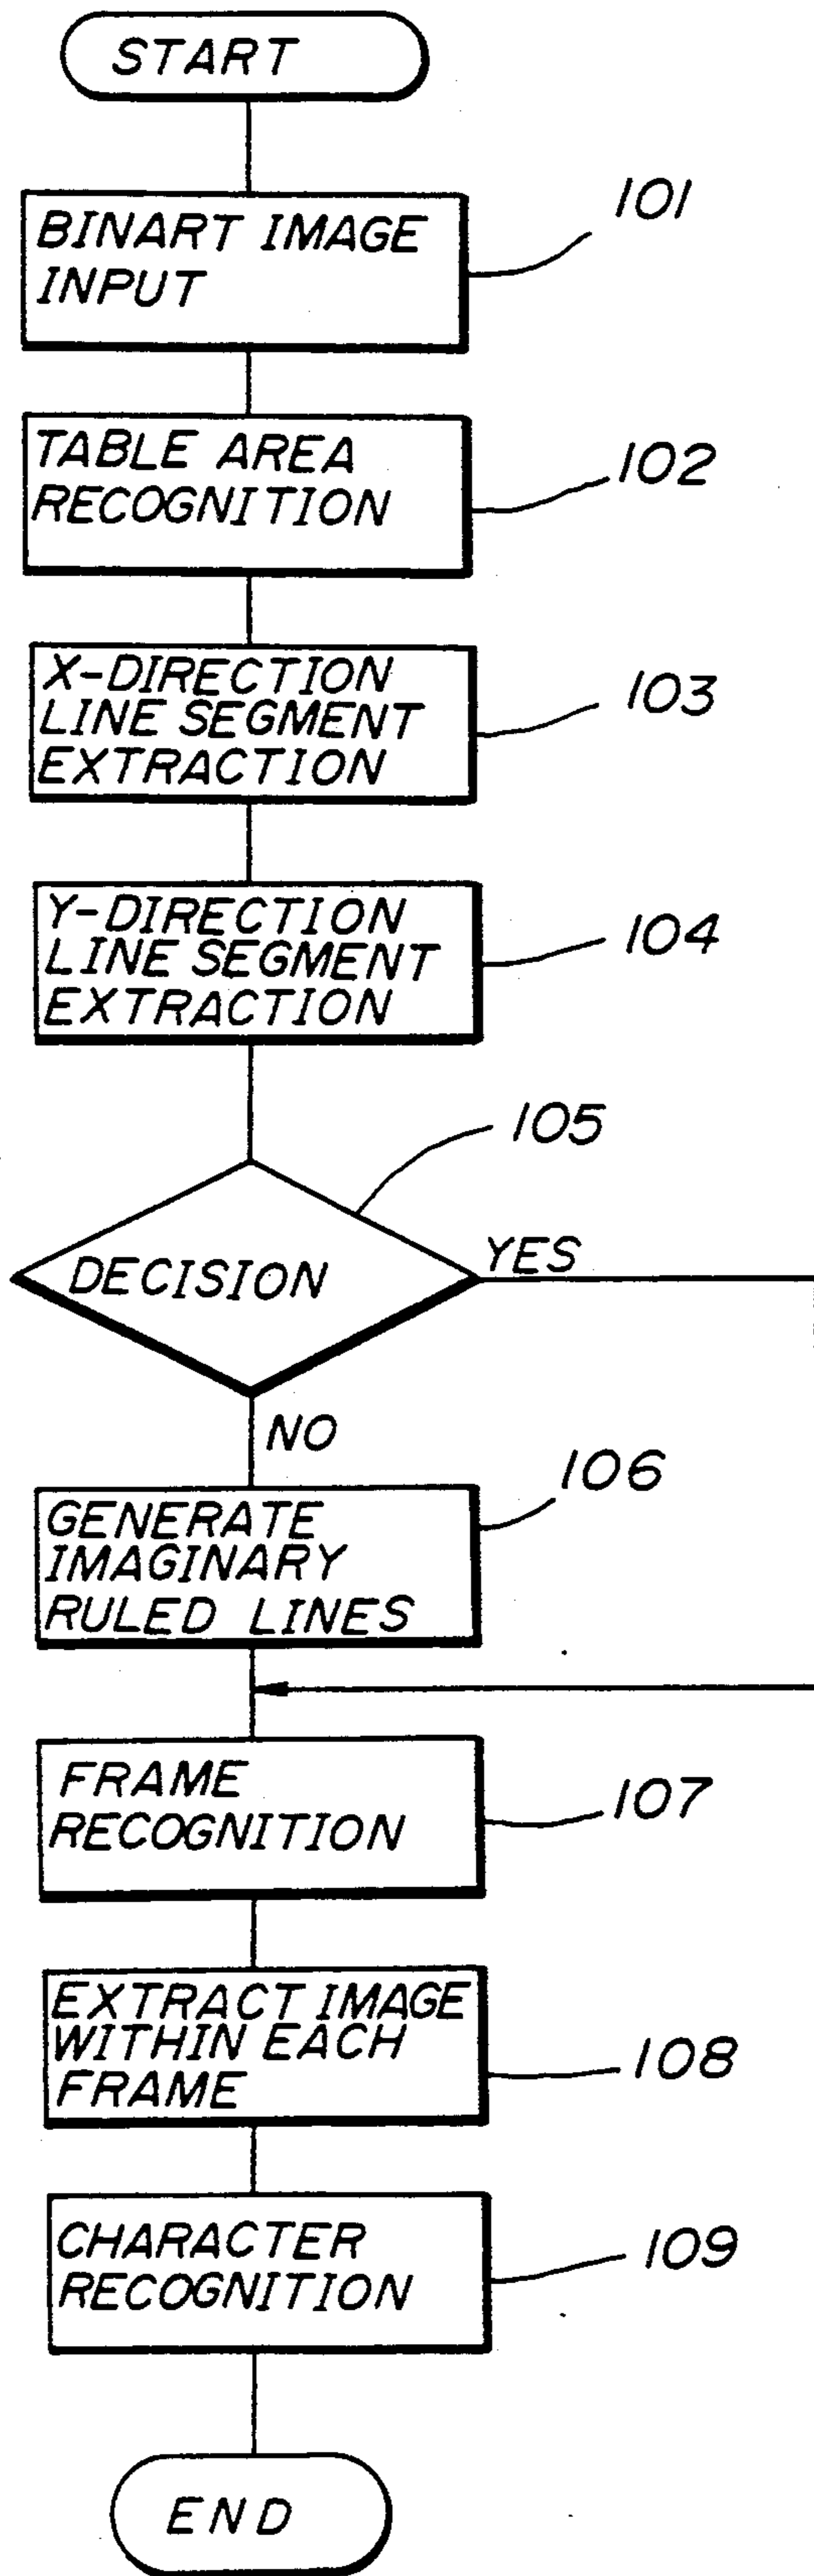 START
BINART IMAGE
INPUT
101
TABLE AREA
RECOGNITION
102
X-DIRECTION
LINE SEGMENT
EXTRACTION
103
Y-DIRECTION
LINE SEGMENT
EXTRACTION
104
105
DECISION
YES
NO
106
GENERATE
IMAGINARY
RULED LINES
FRAME
RECOGNITION
107
EXTRACT IMAGE
WITHIN EACH
FRAME
108
CHARACTER
RECOGNITION
109
END